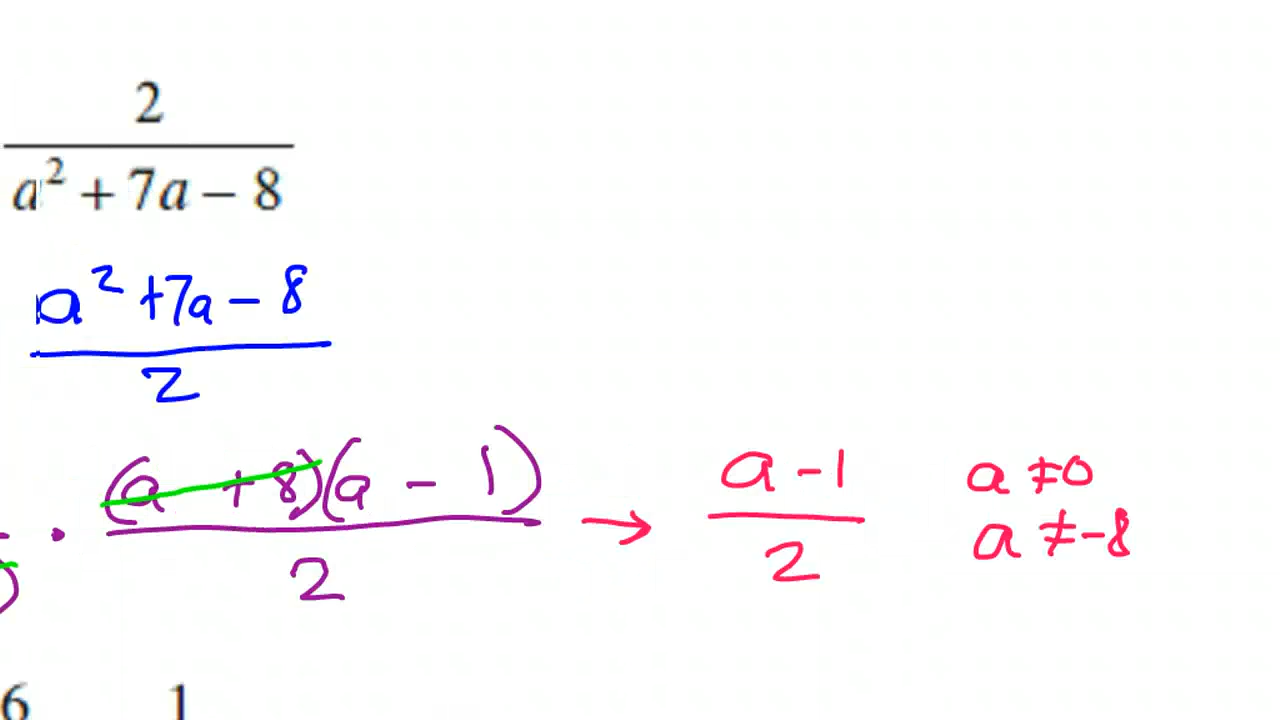 2
a² + 7a – 8
a² + 7a – 8
2
) · (a + 8)(a – 1) → a – 1 a ≠ 0
2 2 a ≠ –8
6 1